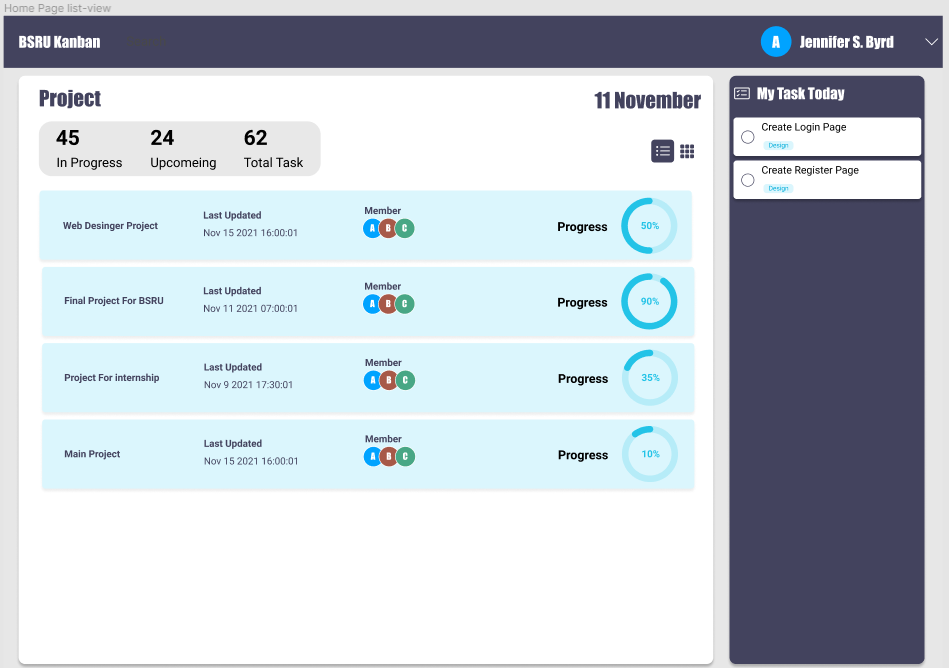 Home Page list-view
BSRU Kanban
A
Jennifer S. Byrd
Project
11 November
45
24
62
In Progress
Upcomeing
Total Task
Web Desinger Project
Last Updated
Nov 15 2021 16:00:01
Member
A B C
Progress
50%
Final Project For BSRU
Last Updated
Nov 11 2021 07:00:01
Member
A B C
Progress
90%
Project For internship
Last Updated
Nov 9 2021 17:30:01
Member
A B C
Progress
35%
Main Project
Last Updated
Nov 15 2021 16:00:01
Member
A B C
Progress
10%
My Task Today
Create Login Page
Design
Create Register Page
Design